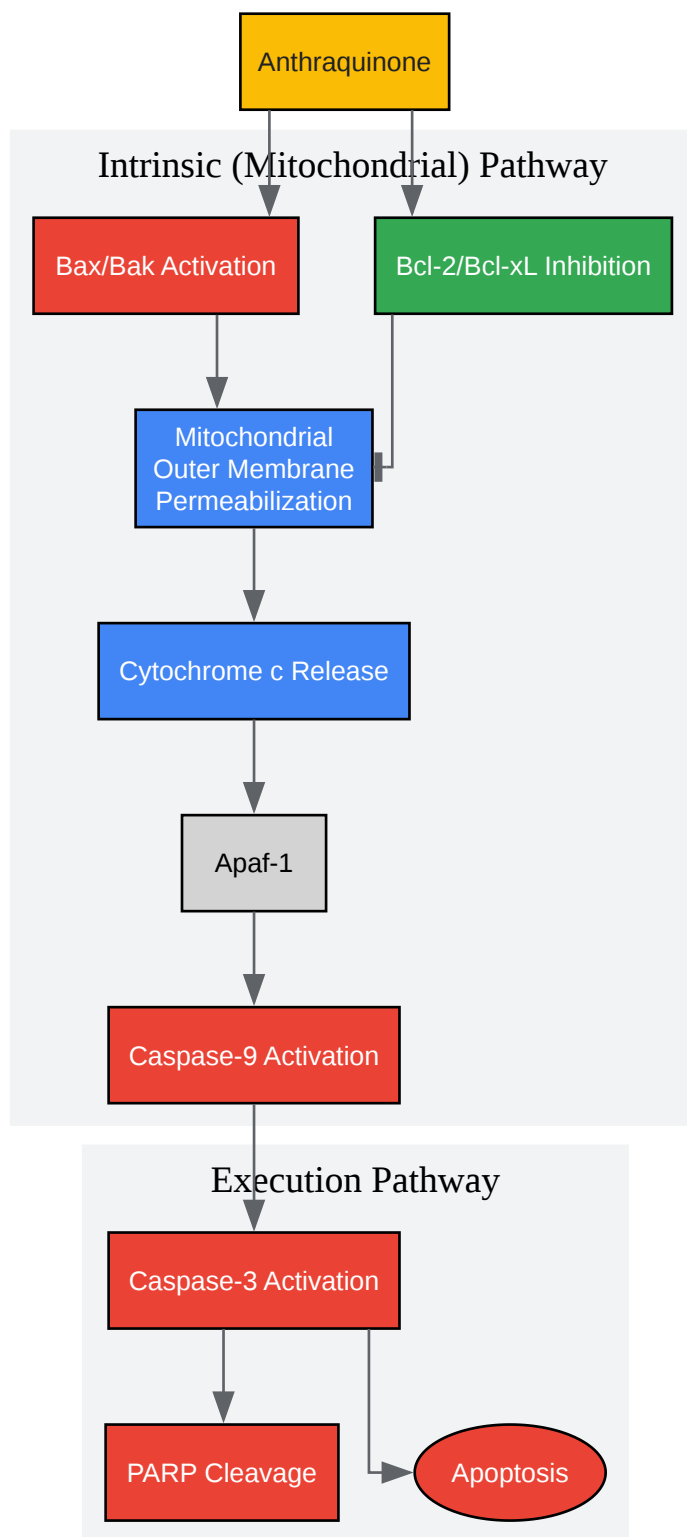 Anthraquinone
Intrinsic (Mitochondrial) Pathway
Bax/Bak Activation
Bcl-2/Bcl-xL Inhibition
Mitochondrial
Outer Membrane
Permeabilization
Cytochrome c Release
Apaf-1
Caspase-9 Activation
Execution Pathway
Caspase-3 Activation
PARP Cleavage
Apoptosis